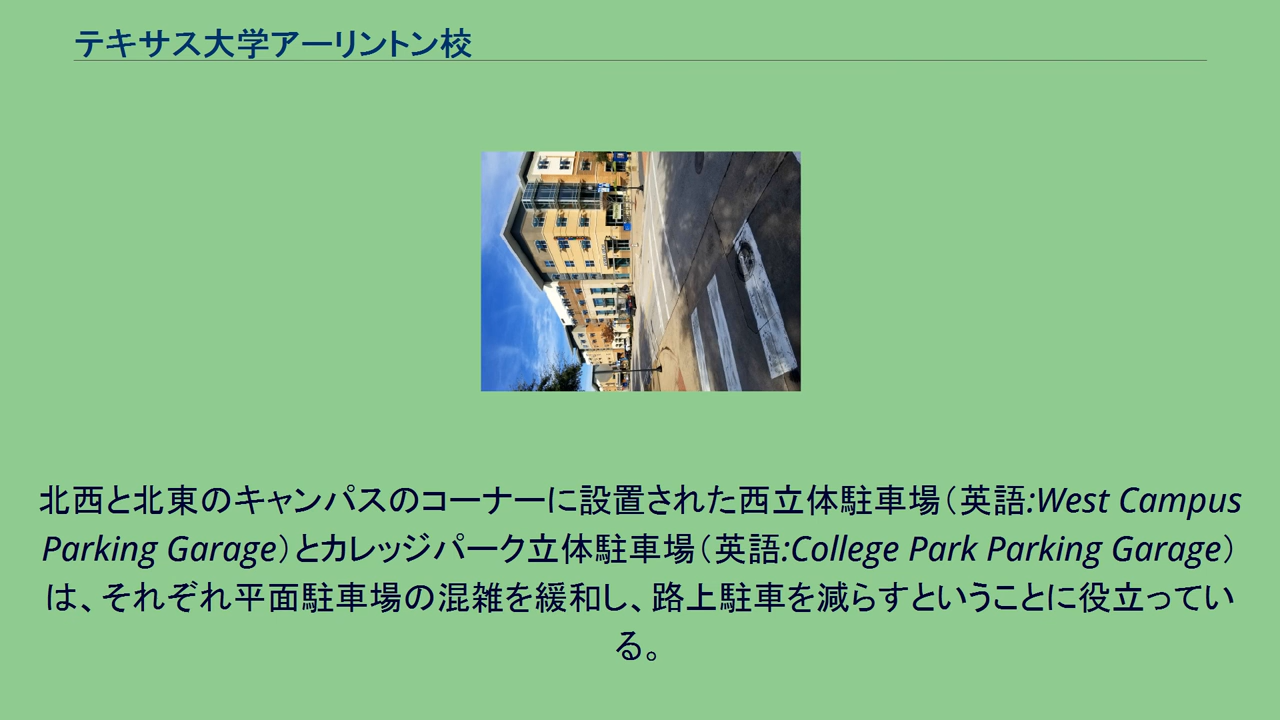 テキサス大学アーリントン校
北西と北東のキャンパスのコーナーに設置された西立体駐車場（英語:West Campus
Parking Garage）とカレッジパーク立体駐車場（英語:College Park Parking Garage）
は、それぞれ平面駐車場の混雑を緩和し、路上駐車を減らすということに役立ってい
る。